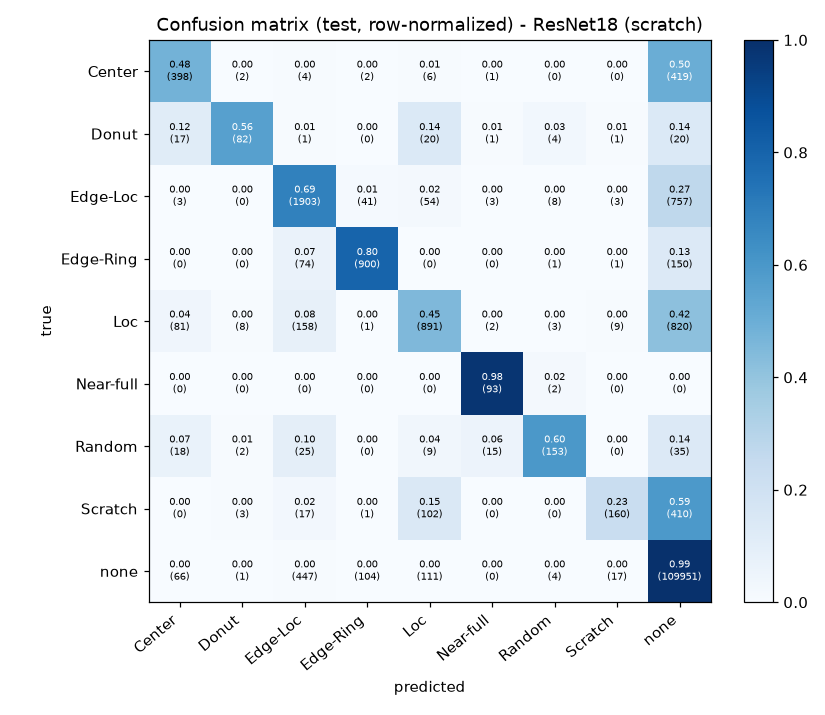 Confusion matrix (test, row-normalized) - ResNet18 (scratch)
Center 0.48 0.00 0.00 0.00 0.01 0.00 0.00 0.00 0.50
(398) (2) (4) (2) (6) (1) (0) (0) (419)
Donut 0.12 0.56 0.01 0.00 0.14 0.01 0.03 0.01 0.14
(17) (82) (1) (0) (20) (1) (4) (1) (20)
Edge-Loc 0.00 0.00 0.69 0.01 0.02 0.00 0.00 0.00 0.27
(3) (0) (1903) (41) (54) (3) (8) (3) (757)
Edge-Ring 0.00 0.00 0.07 0.80 0.00 0.00 0.00 0.00 0.13
(0) (0) (74) (900) (0) (0) (1) (1) (150)
Loc 0.04 0.00 0.08 0.00 0.45 0.00 0.00 0.00 0.42
(81) (8) (158) (1) (891) (2) (3) (9) (820)
Near-full 0.00 0.00 0.00 0.00 0.00 0.98 0.02 0.00 0.00
(0) (0) (0) (0) (0) (93) (2) (0) (0)
Random 0.07 0.01 0.10 0.00 0.04 0.06 0.60 0.00 0.14
(18) (2) (25) (0) (9) (15) (153) (0) (35)
Scratch 0.00 0.00 0.02 0.00 0.15 0.00 0.00 0.23 0.59
(0) (3) (17) (1) (102) (0) (0) (160) (410)
none 0.00 0.00 0.00 0.00 0.00 0.00 0.00 0.00 0.99
(66) (1) (447) (104) (111) (0) (4) (17) (109951)
true
Center Donut Edge-Loc Edge-Ring Loc Near-full Random Scratch none
predicted
1.0
0.8
0.6
0.4
0.2
0.0